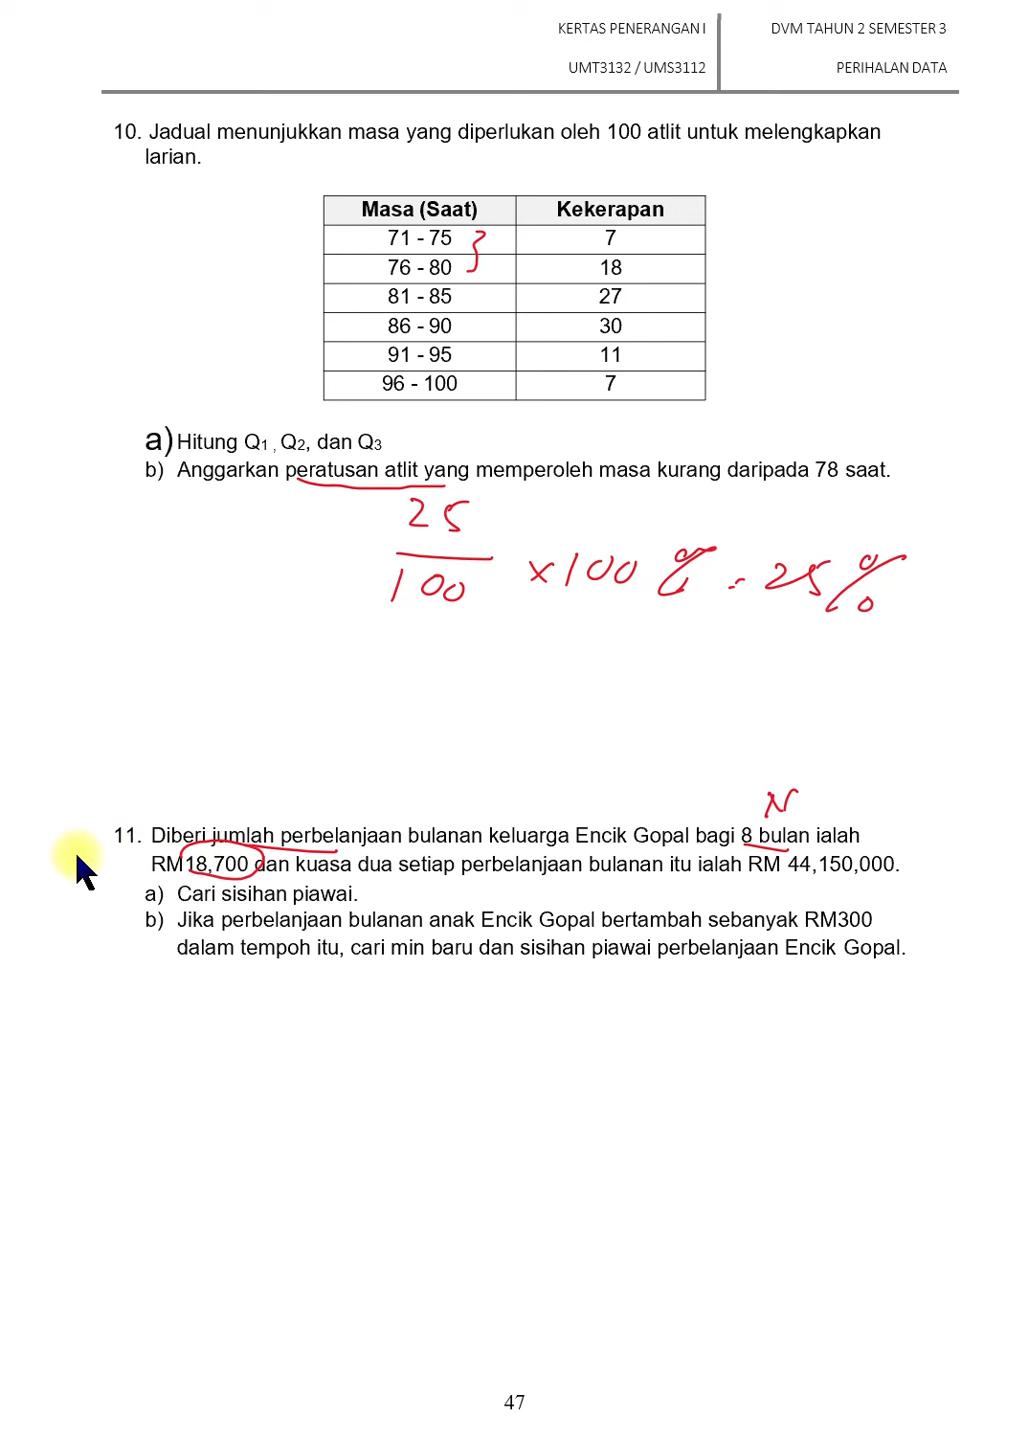 KERTAS PENERANGAN I
DVM TAHUN 2 SEMESTER 3
UMT3132 / UMS3112
PERIHALAN DATA
10. Jadual menunjukkan masa yang diperlukan oleh 100 atlit untuk melengkapkan
larian.
Masa (Saat) Kekerapan
71 - 75 7
76 - 80 18
81 - 85 27
86 - 90 30
91 - 95 11
96 - 100 7
a) Hitung Q1 , Q2, dan Q3
b) Anggarkan peratusan atlit yang memperoleh masa kurang daripada 78 saat.
25
100 × 100 % = 25 %
N
11. Diberi jumlah perbelanjaan bulanan keluarga Encik Gopal bagi 8 bulan ialah
RM18,700 dan kuasa dua setiap perbelanjaan bulanan itu ialah RM 44,150,000.
a) Cari sisihan piawai.
b) Jika perbelanjaan bulanan anak Encik Gopal bertambah sebanyak RM300
dalam tempoh itu, cari min baru dan sisihan piawai perbelanjaan Encik Gopal.
47